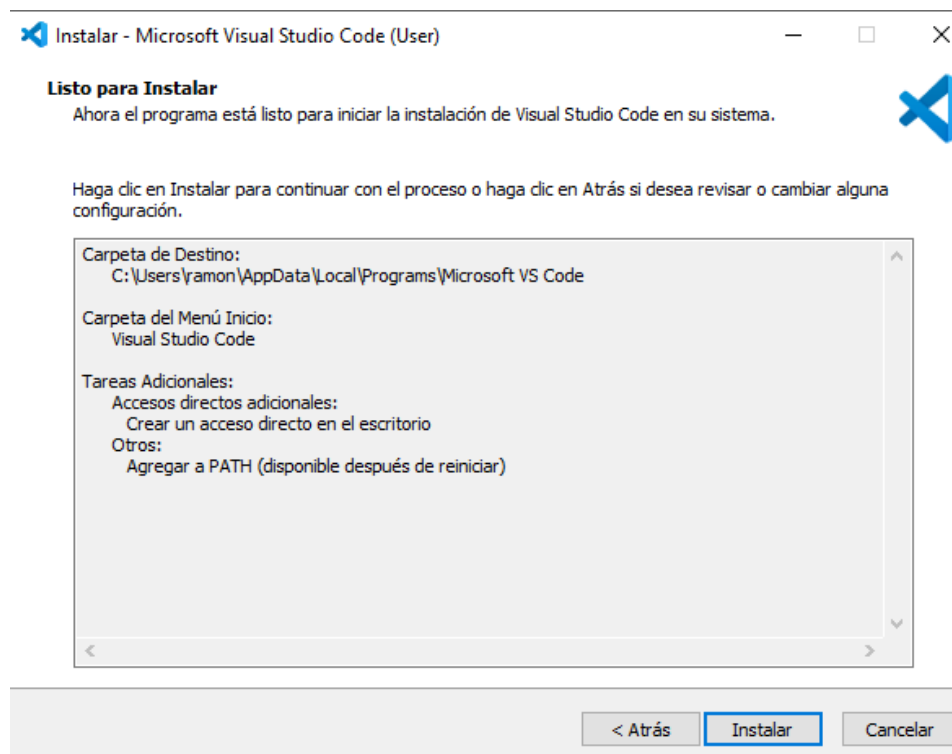 Instalar - Microsoft Visual Studio Code (User)
Listo para Instalar
Ahora el programa está listo para iniciar la instalación de Visual Studio Code en su sistema.
Haga clic en Instalar para continuar con el proceso o haga clic en Atrás si desea revisar o cambiar alguna
configuración.
Carpeta de Destino:
C:\Users\ramon\AppData\Local\Programs\Microsoft VS Code
Carpeta del Menú Inicio:
Visual Studio Code
Tareas Adicionales:
Accesos directos adicionales:
Crear un acceso directo en el escritorio
Otros:
Agregar a PATH (disponible después de reiniciar)
< Atrás Instalar Cancelar